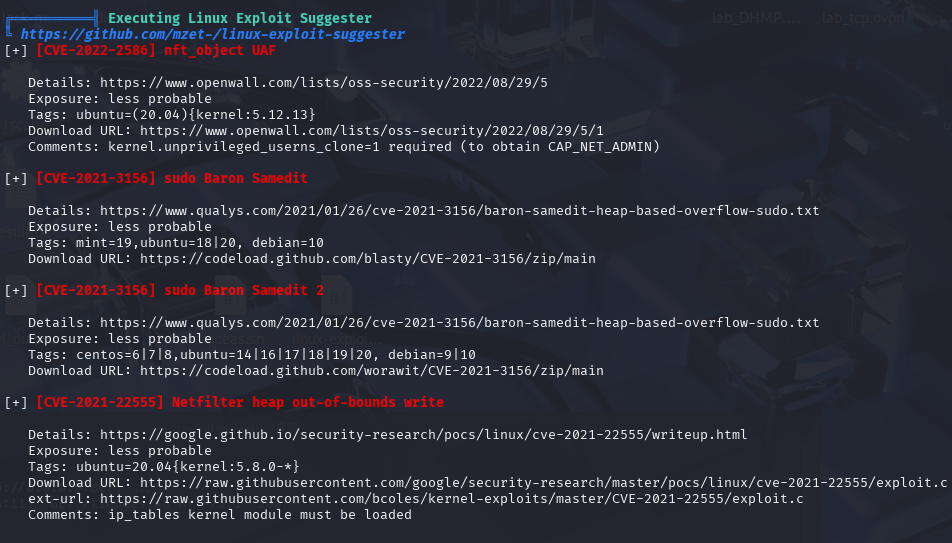 lab_DHMP.... lab_tcp.ovpn
╔══════════╣ Executing Linux Exploit Suggester
╚ https://github.com/mzet-/linux-exploit-suggester
[+] [CVE-2022-2586] nft_object UAF
Details: https://www.openwall.com/lists/oss-security/2022/08/29/5
Exposure: less probable
Tags: ubuntu=(20.04){kernel:5.12.13}
Download URL: https://www.openwall.com/lists/oss-security/2022/08/29/5/1
Comments: kernel.unprivileged_userns_clone=1 required (to obtain CAP_NET_ADMIN)
[+] [CVE-2021-3156] sudo Baron Samedit
Details: https://www.qualys.com/2021/01/26/cve-2021-3156/baron-samedit-heap-based-overflow-sudo.txt
Exposure: less probable
Tags: mint=19,ubuntu=18|20, debian=10
Download URL: https://codeload.github.com/blasty/CVE-2021-3156/zip/main
[+] [CVE-2021-3156] sudo Baron Samedit 2
Details: https://www.qualys.com/2021/01/26/cve-2021-3156/baron-samedit-heap-based-overflow-sudo.txt
Exposure: less probable
Tags: centos=6|7|8,ubuntu=14|16|17|18|19|20, debian=9|10
Download URL: https://codeload.github.com/worawit/CVE-2021-3156/zip/main
[+] [CVE-2021-22555] Netfilter heap out-of-bounds write
Details: https://google.github.io/security-research/pocs/linux/cve-2021-22555/writeup.html
Exposure: less probable
Tags: ubuntu=20.04{kernel:5.8.0-*}
Download URL: https://raw.githubusercontent.com/google/security-research/master/pocs/linux/cve-2021-22555/exploit.c
ext-url: https://raw.githubusercontent.com/bcoles/kernel-exploits/master/CVE-2021-22555/exploit.c
Comments: ip_tables kernel module must be loaded